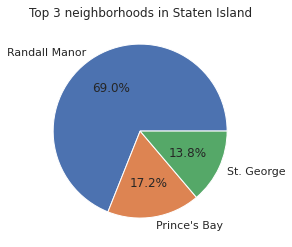 Top 3 neighborhoods in Staten Island
Randall Manor
69.0%
13.8%
St. George
17.2%
Prince's Bay